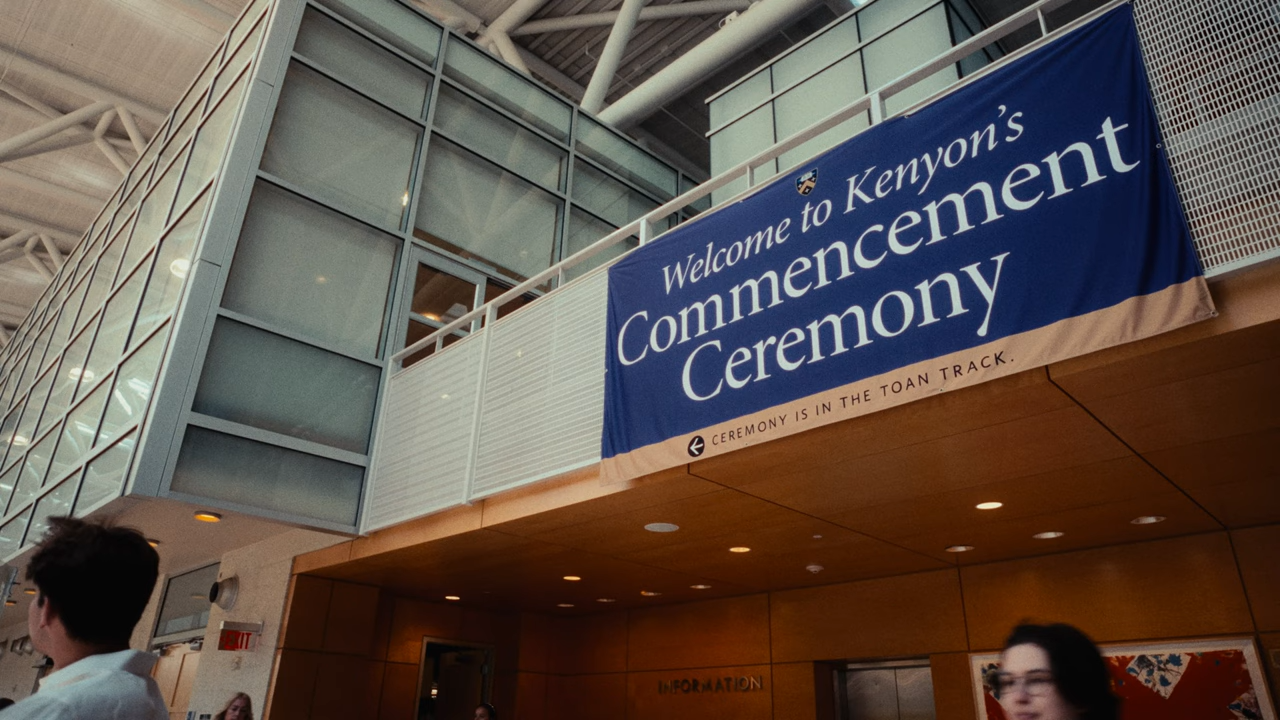 Welcome to Kenyon's
Commencement
Ceremony
CEREMONY IS IN THE TOAN TRACK.
EXIT
INFORMATION